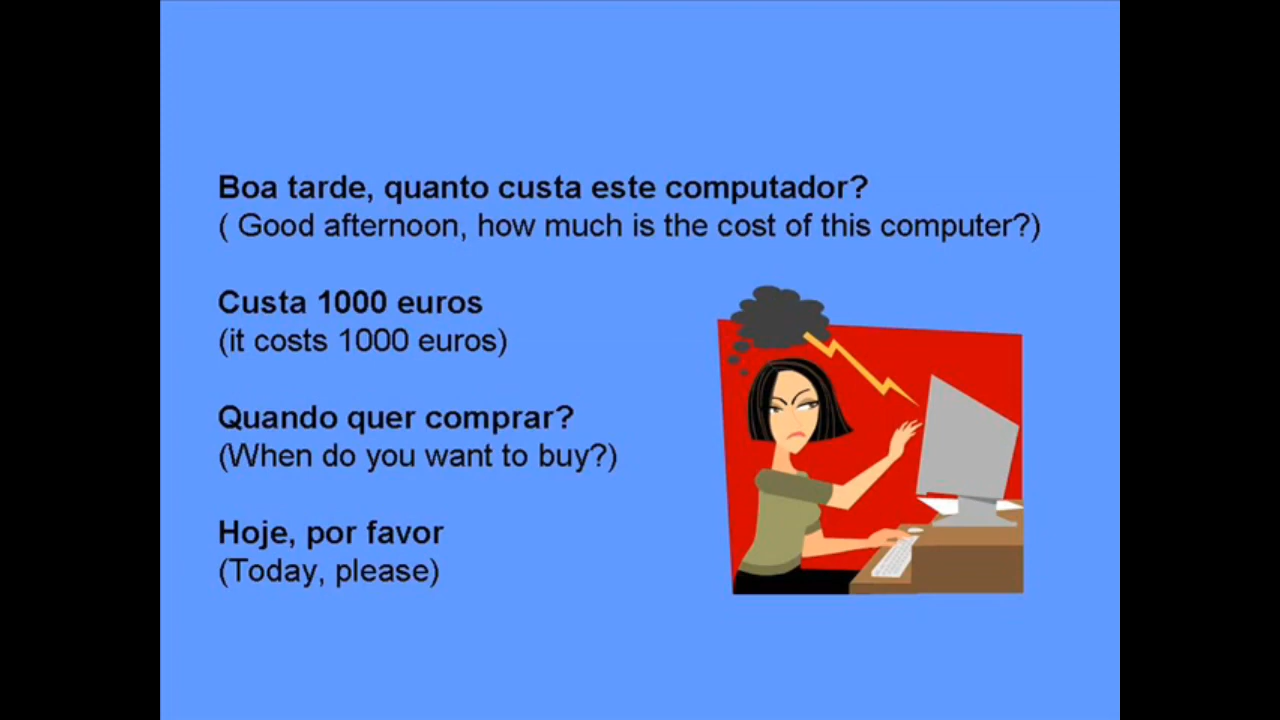 Boa tarde, quanto custa este computador?
( Good afternoon, how much is the cost of this computer?)
Custa 1000 euros
(it costs 1000 euros)
Quando quer comprar?
(When do you want to buy?)
Hoje, por favor
(Today, please)